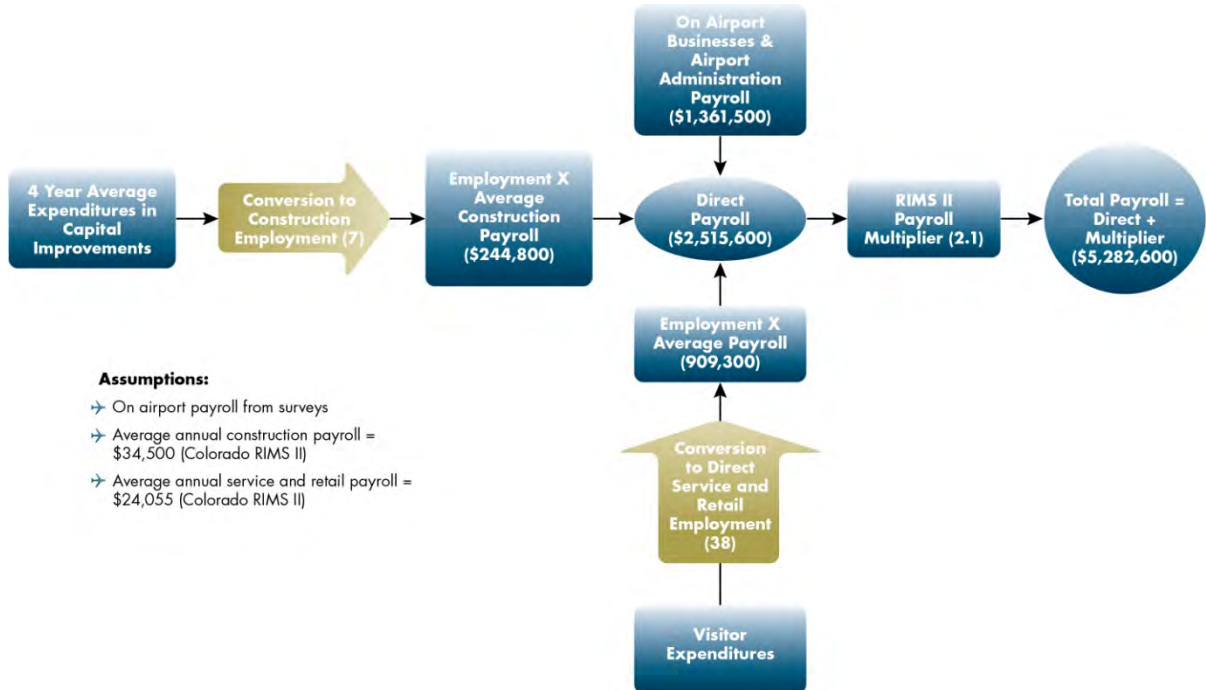 On Airport
Businesses &
Airport
Administration
Payroll
($1,361,500)
4 Year Average
Expenditures in
Capital
Improvements
Conversion to
Construction
Employment (7)
Employment X
Average
Construction
Payroll
($244,800)
Direct
Payroll
($2,515,600)
RIMS II
Payroll
Multiplier (2.1)
Total Payroll =
Direct +
Multiplier
($5,282,600)
Employment X
Average Payroll
(909,300)
Conversion
to Direct
Service and
Retail
Employment
(38)
Visitor
Expenditures
Assumptions:
On airport payroll from surveys
Average annual construction payroll =
$34,500 (Colorado RIMS II)
Average annual service and retail payroll =
$24,055 (Colorado RIMS II)